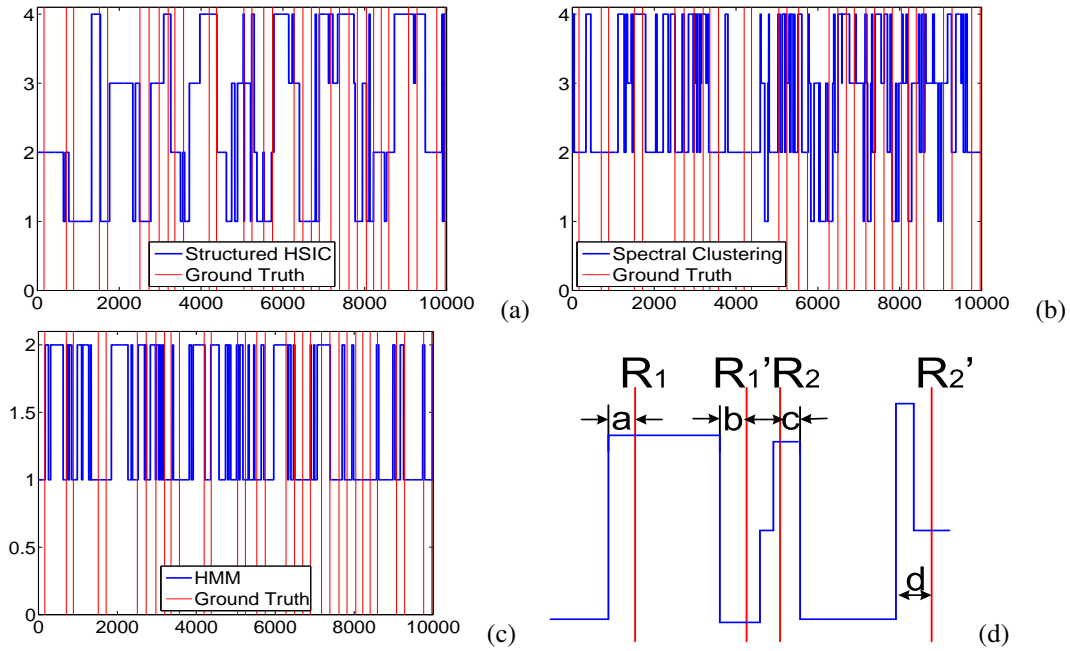 4
3
2
1
0
0 2000 4000 6000 8000 10000
Structured HSIC
Ground Truth
(a)
4
3
2
1
0
0 2000 4000 6000 8000 10000
Spectral Clustering
Ground Truth
(b)
2
1.5
1
0.5
0
0 2000 4000 6000 8000 10000
HMM
Ground Truth
(c)
R1 R1' R2 R2'
a b c
d
(d)